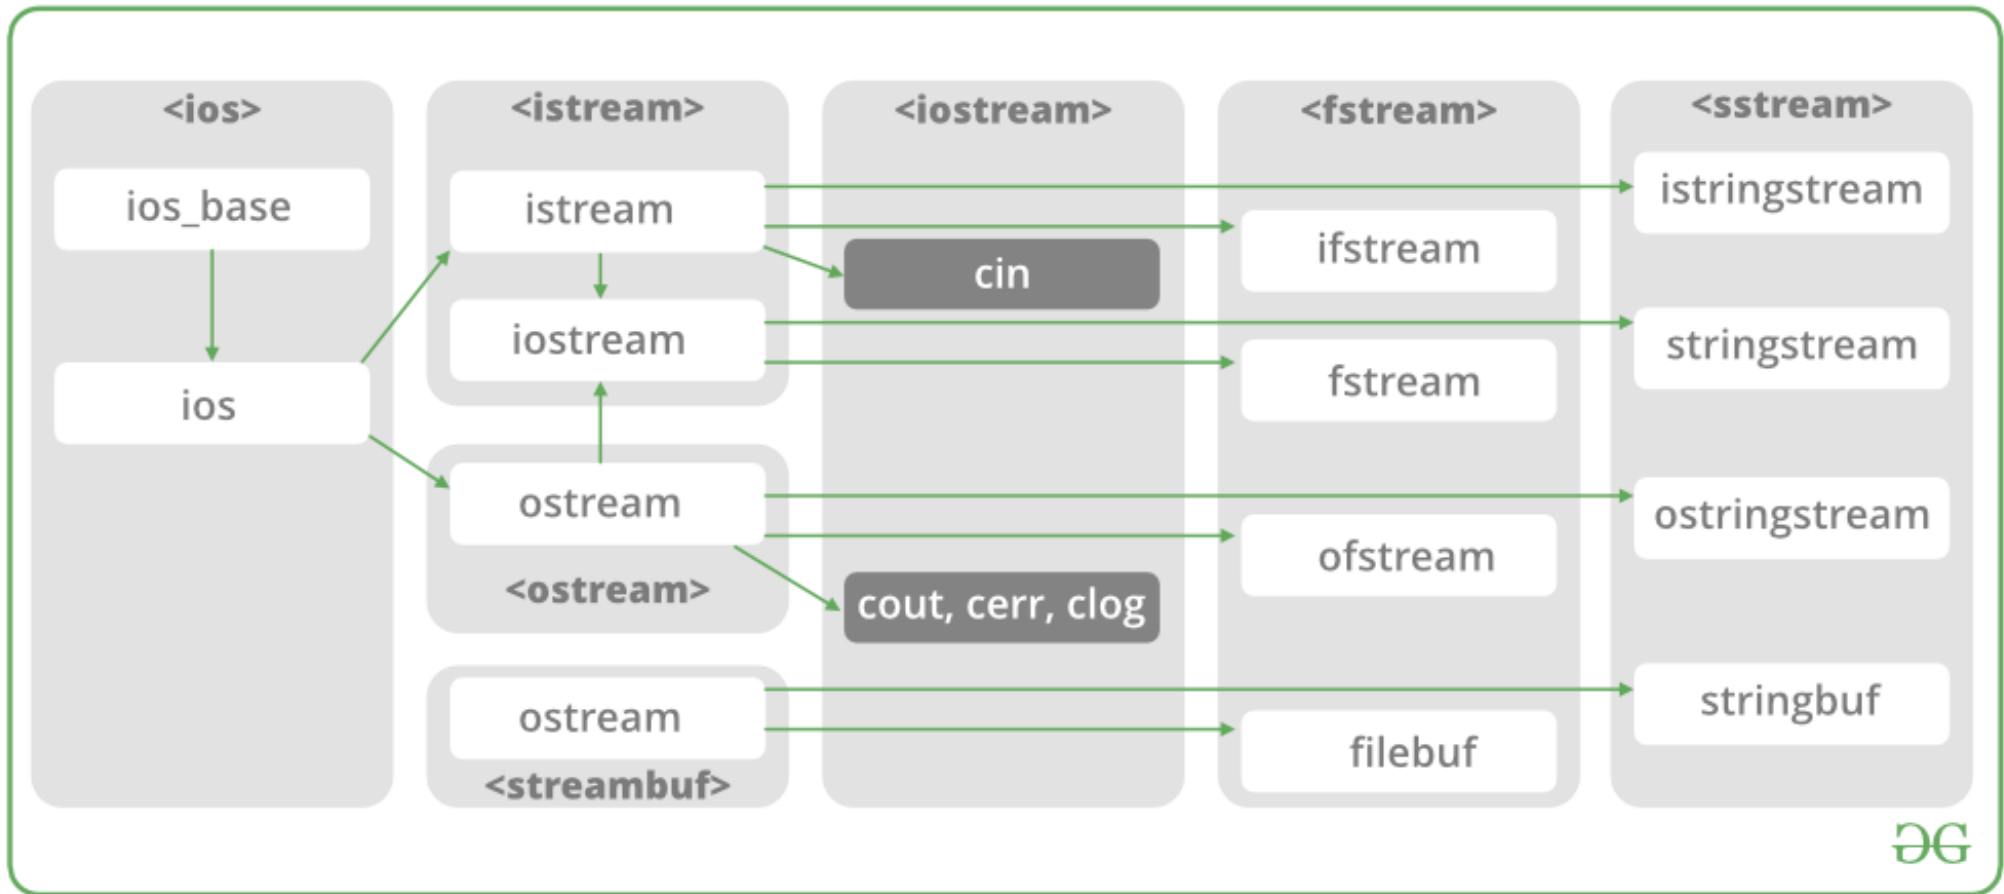 <ios>
ios_base
ios
<istream>
istream
iostream
ostream
<ostream>
ostream
<streambuf>
<iostream>
cin
cout, cerr, clog
<fstream>
ifstream
fstream
ofstream
filebuf
<sstream>
istringstream
stringstream
ostringstream
stringbuf